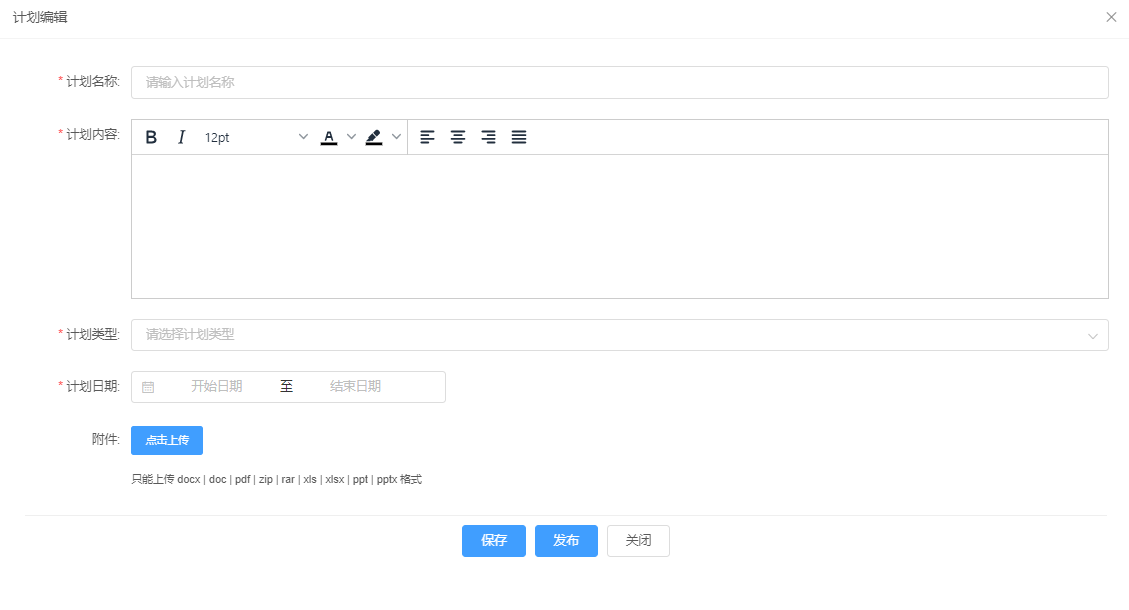 计划编辑
* 计划名称: 请输入计划名称
* 计划内容: B I 12pt A
* 计划类型: 请选择计划类型
* 计划日期: 开始日期 至 结束日期
附件: 点击上传
只能上传 docx | doc | pdf | zip | rar | xls | xlsx | ppt | pptx 格式
保存 发布 关闭